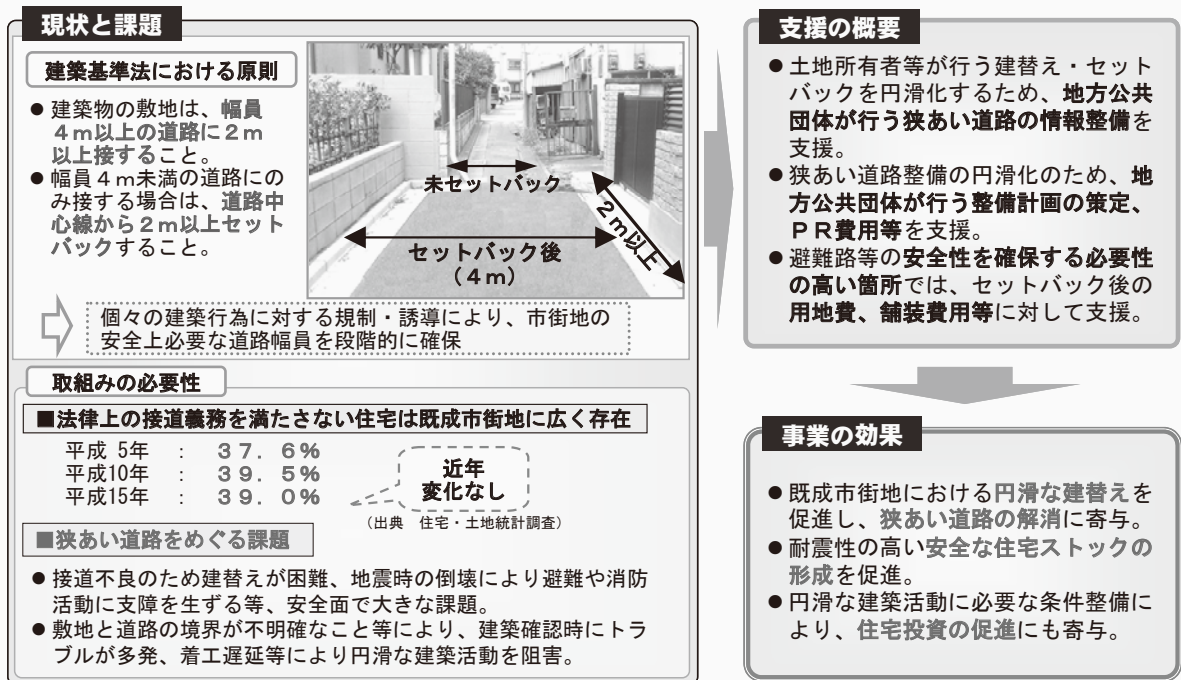 現状と課題
建築基準法における原則
●建築物の敷地は、幅員
４ｍ以上の道路に２ｍ
以上接すること。
●幅員４ｍ未満の道路にの
み接する場合は、道路中
心線から２ｍ以上セット
バックすること。
未セットバック
２ｍ以上
セットバック後
（４ｍ）
個々の建築行為に対する規制・誘導により、市街地の
安全上必要な道路幅員を段階的に確保
取組みの必要性
■法律上の接道義務を満たさない住宅は既成市街地に広く存在
平成 5年 ： ３７．６%
平成10年 ： ３９．５%
平成15年 ： ３９．０%
近年
変化なし
（出典　住宅・土地統計調査）
■狭あい道路をめぐる課題
●接道不良のため建替えが困難、地震時の倒壊により避難や消防
活動に支障を生ずる等、安全面で大きな課題。
●敷地と道路の境界が不明確なこと等により、建築確認時にトラ
ブルが多発、着工遅延等により円滑な建築活動を阻害。
支援の概要
●土地所有者等が行う建替え・セット
バックを円滑化するため、地方公共
団体が行う狭あい道路の情報整備を
支援。
●狭あい道路整備の円滑化のため、地
方公共団体が行う整備計画の策定、
ＰＲ費用等を支援。
●避難路等の安全性を確保する必要性
の高い箇所では、セットバック後の
用地費、舗装費用等に対して支援。
事業の効果
●既成市街地における円滑な建替えを
促進し、狭あい道路の解消に寄与。
●耐震性の高い安全な住宅ストックの
形成を促進。
●円滑な建築活動に必要な条件整備に
より、住宅投資の促進にも寄与。